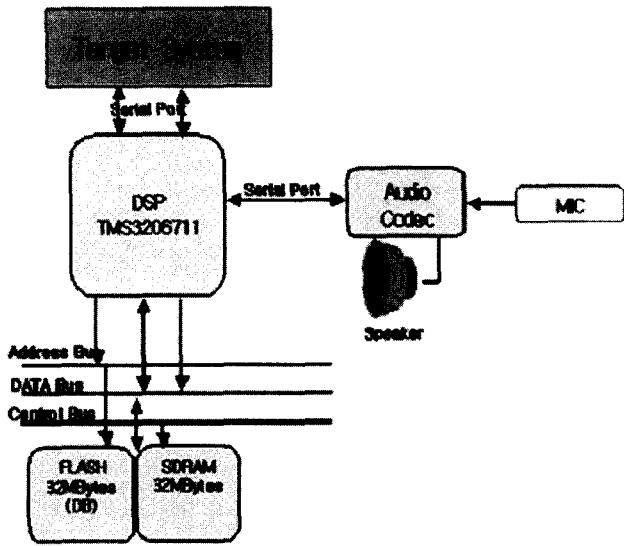 Target System
Serial Port
DSP
TMS3206711
Serial Port
Audio
Codec
MIC
Speaker
Address Bus
DATA Bus
Control Bus
FLASH
32MBytes
(DB)
SDRAM
32MBytes